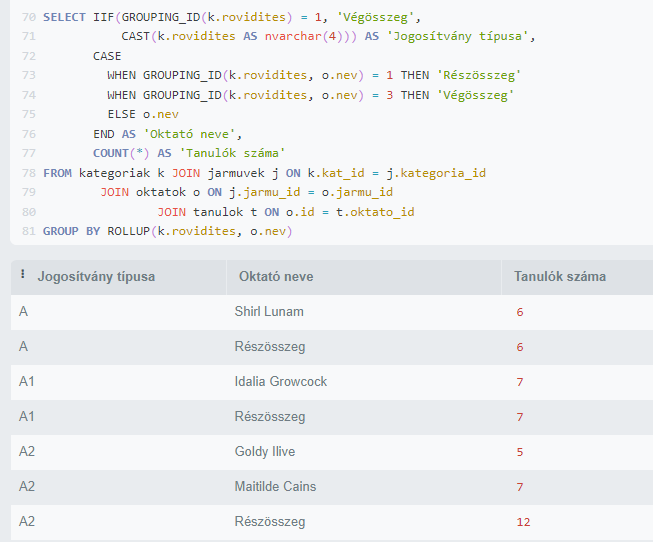 70 SELECT IIF(GROUPING_ID(k.rovidites) = 1, 'Végösszeg',
71 CAST(k.rovidites AS nvarchar(4))) AS 'Jogosítvány típusa',
72 CASE
73 WHEN GROUPING_ID(k.rovidites, o.nev) = 1 THEN 'Részösszeg'
74 WHEN GROUPING_ID(k.rovidites, o.nev) = 3 THEN 'Végösszeg'
75 ELSE o.nev
76 END AS 'Oktató neve',
77 COUNT(*) AS 'Tanulók száma'
78 FROM kategoriak k JOIN jarmuvek j ON k.kat_id = j.kategoria_id
79 JOIN oktatok o ON j.jarmu_id = o.jarmu_id
80 JOIN tanulok t ON o.id = t.oktato_id
81 GROUP BY ROLLUP(k.rovidites, o.nev)
Jogosítvány típusa Oktató neve Tanulók száma
A Shirl Lunam 6
A Részösszeg 6
A1 Idalia Growcock 7
A1 Részösszeg 7
A2 Goldy Ilive 5
A2 Maitilde Cains 7
A2 Részösszeg 12